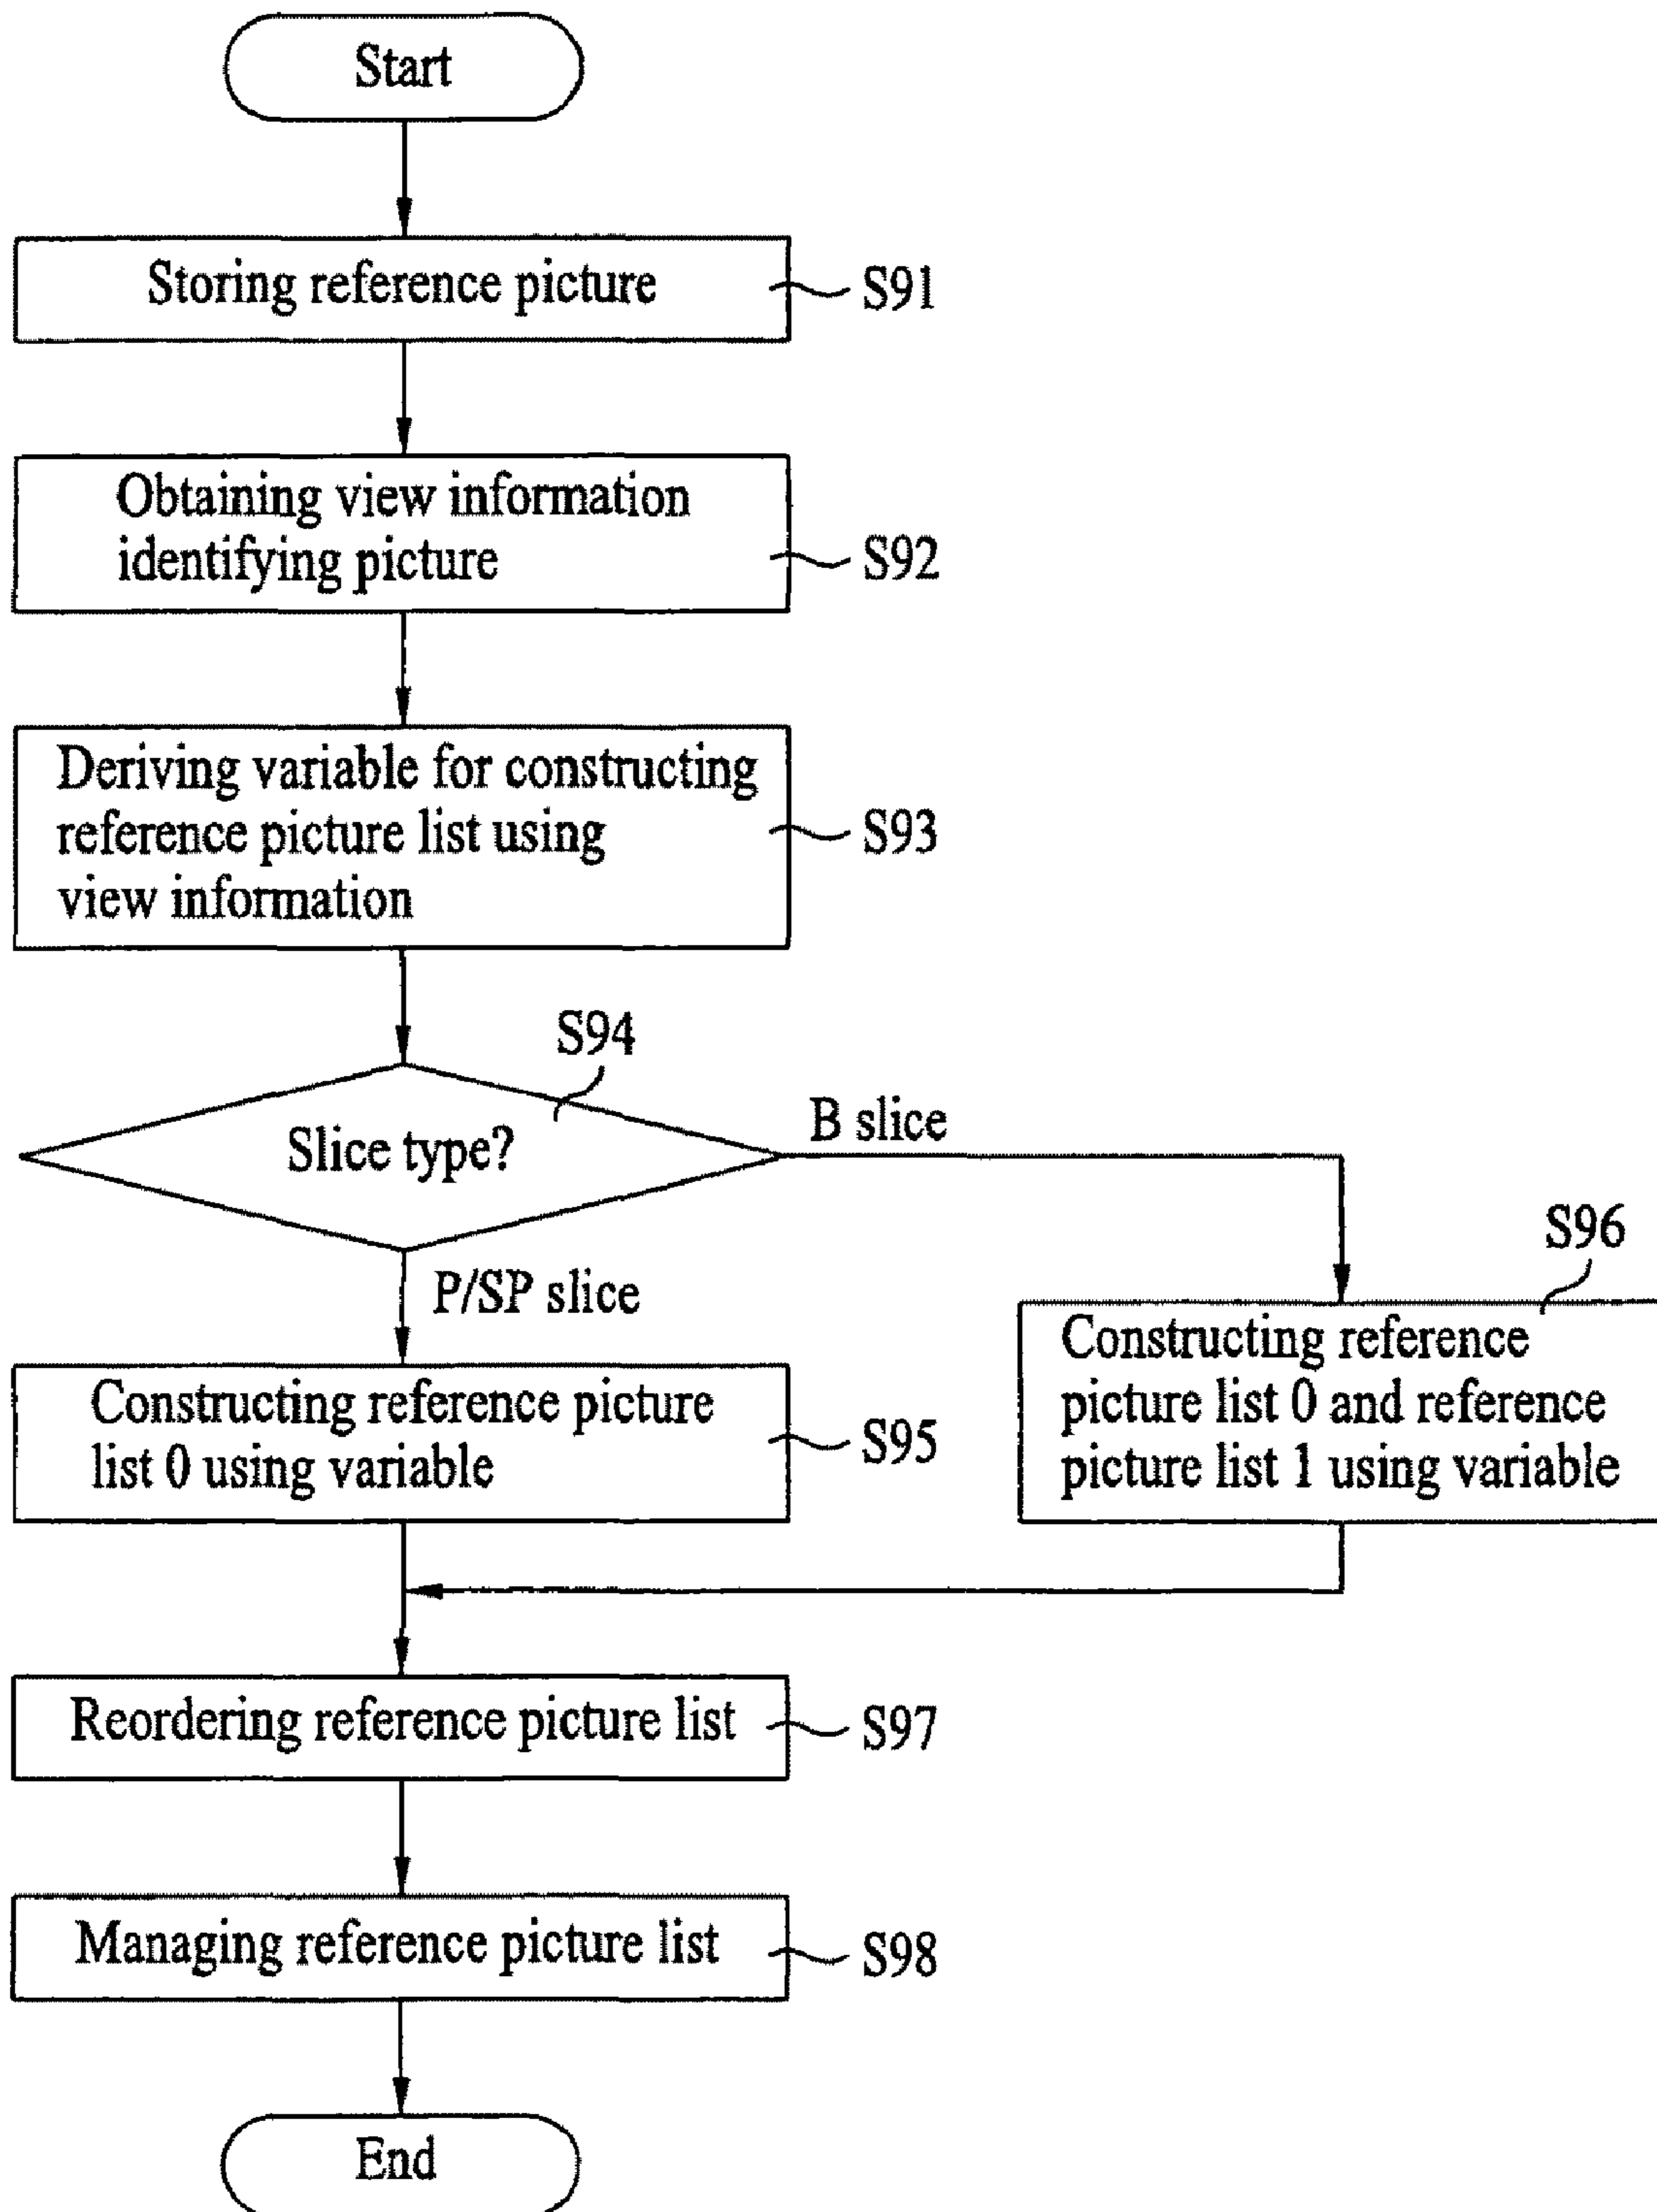 Start
Storing reference picture
S91
Obtaining view information
identifying picture
S92
Deriving variable for constructing
reference picture list using
view information
S93
S94
Slice type?
B slice
P/SP slice
S96
Constructing reference
picture list 0 and reference
picture list 1 using variable
Constructing reference picture
list 0 using variable
S95
Reordering reference picture list
S97
Managing reference picture list
S98
End